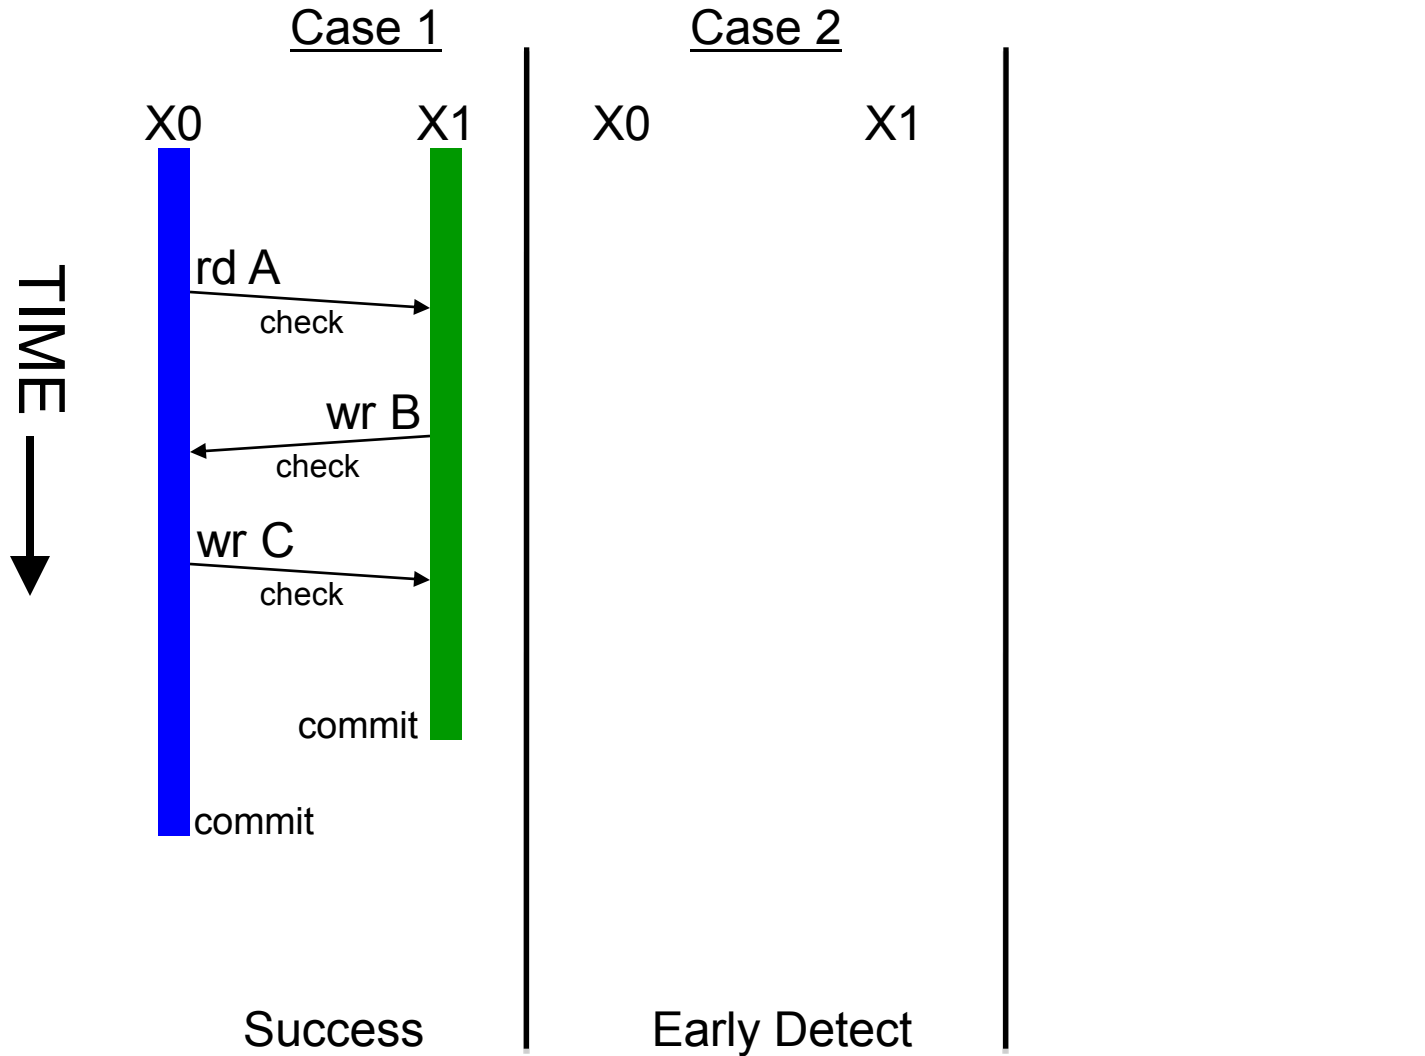 Case 1
Case 2
X0
X1
X0
X1
TIME
rd A
check
wr B
check
wr C
check
commit
commit
Success
Early Detect